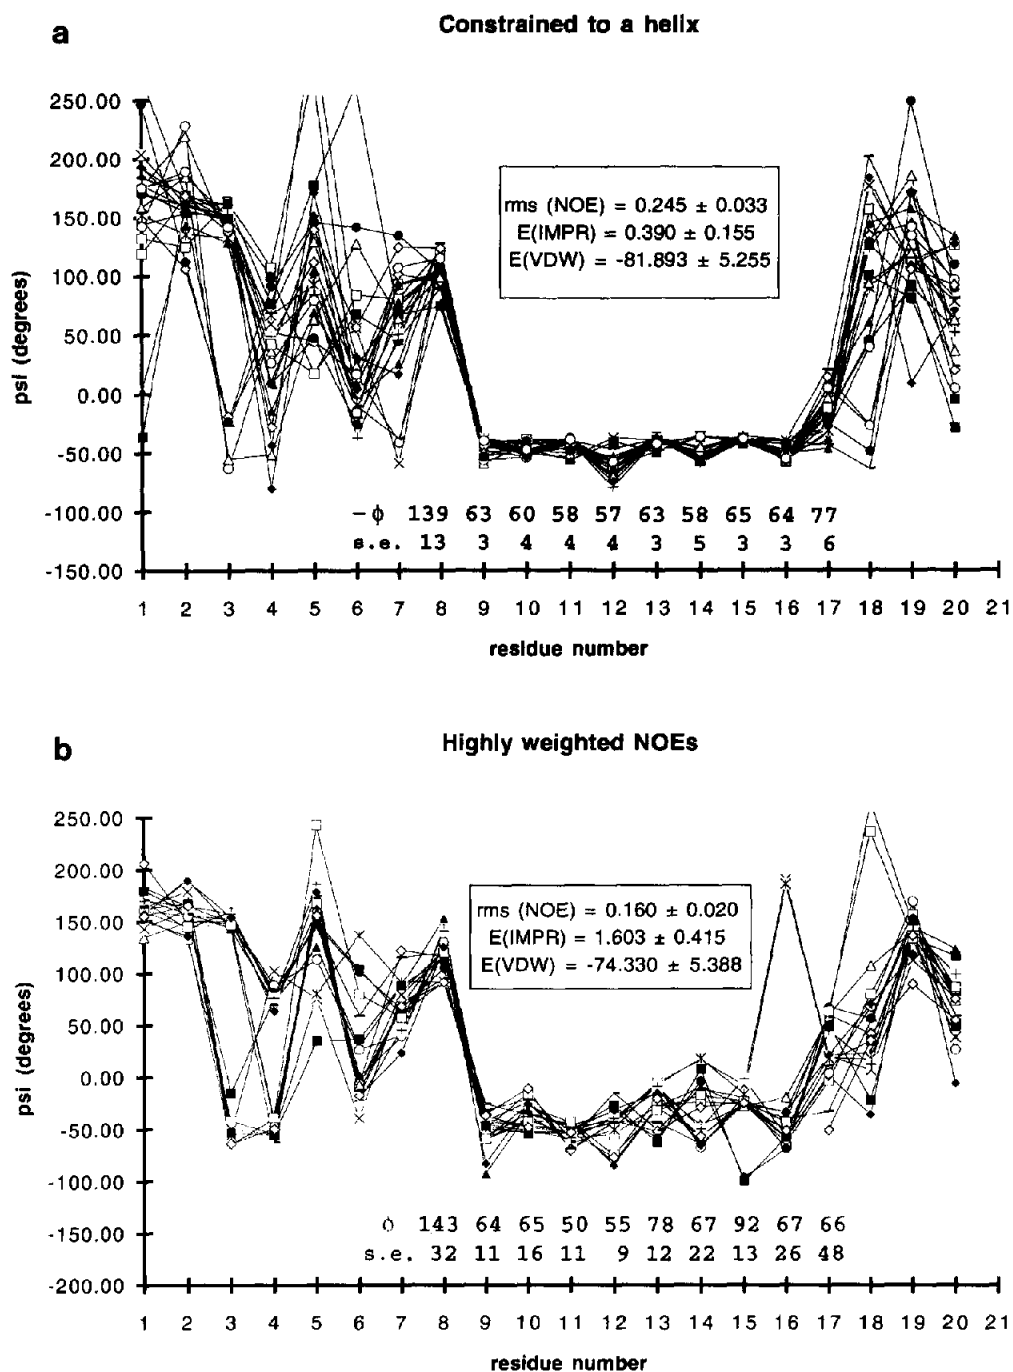 a
Constrained to a helix
250.00
200.00
150.00
100.00
50.00
0.00
-50.00
-100.00
-150.00
psi (degrees)
rms (NOE) = 0.245 ± 0.033
E(IMPR) = 0.390 ± 0.155
E(VDW) = -81.893 ± 5.255
-ϕ 139 63 60 58 57 63 58 65 64 77
s.e. 13 3 4 4 4 3 5 3 3 6
1 2 3 4 5 6 7 8 9 10 11 12 13 14 15 16 17 18 19 20 21
residue number
b
Highly weighted NOEs
250.00
200.00
150.00
100.00
50.00
0.00
-50.00
-100.00
-150.00
-200.00
psi (degrees)
rms (NOE) = 0.160 ± 0.020
E(IMPR) = 1.603 ± 0.415
E(VDW) = -74.330 ± 5.388
ϕ 143 64 65 50 55 78 67 92 67 66
s.e. 32 11 16 11 9 12 22 13 26 48
1 2 3 4 5 6 7 8 9 10 11 12 13 14 15 16 17 18 19 20 21
residue number